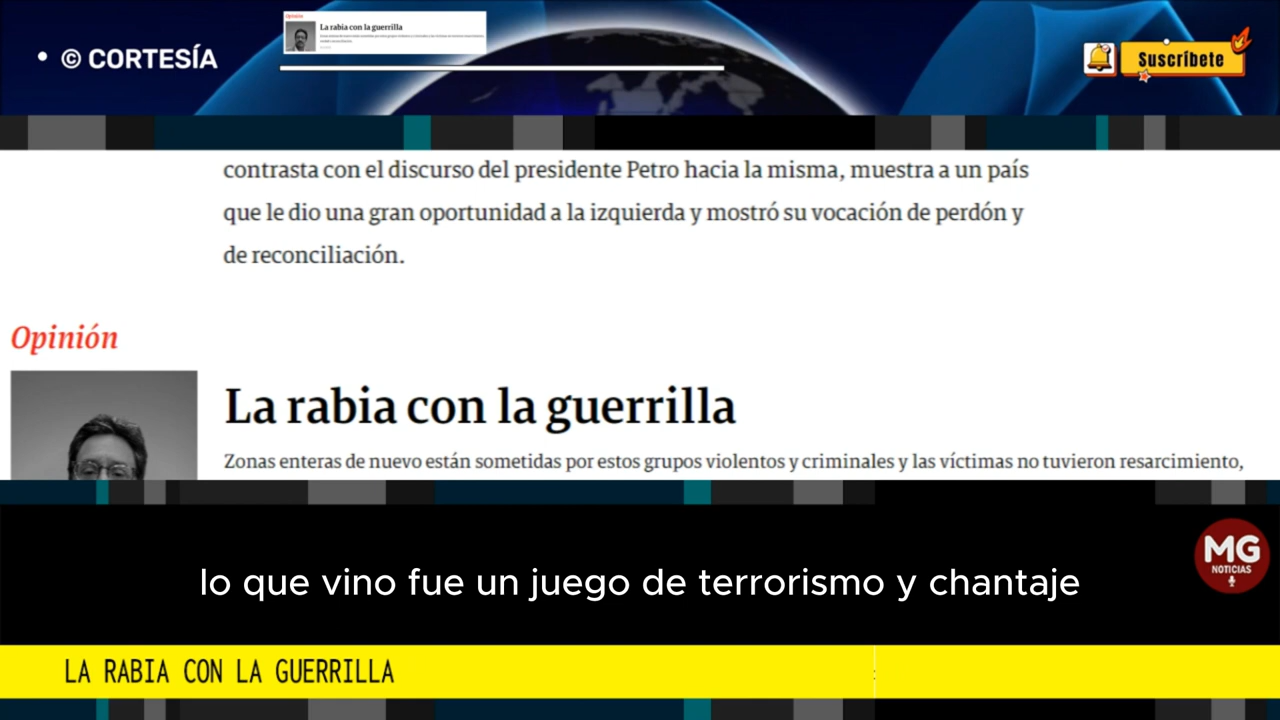 • © CORTESÍA
Opinión
La rabia con la guerrilla
Suscríbete
contrasta con el discurso del presidente Petro hacia la misma, muestra a un país
que le dio una gran oportunidad a la izquierda y mostró su vocación de perdón y
de reconciliación.
Opinión
La rabia con la guerrilla
Zonas enteras de nuevo están sometidas por estos grupos violentos y criminales y las víctimas no tuvieron resarcimiento,
lo que vino fue un juego de terrorismo y chantaje
MG
NOTICIAS
LA RABIA CON LA GUERRILLA